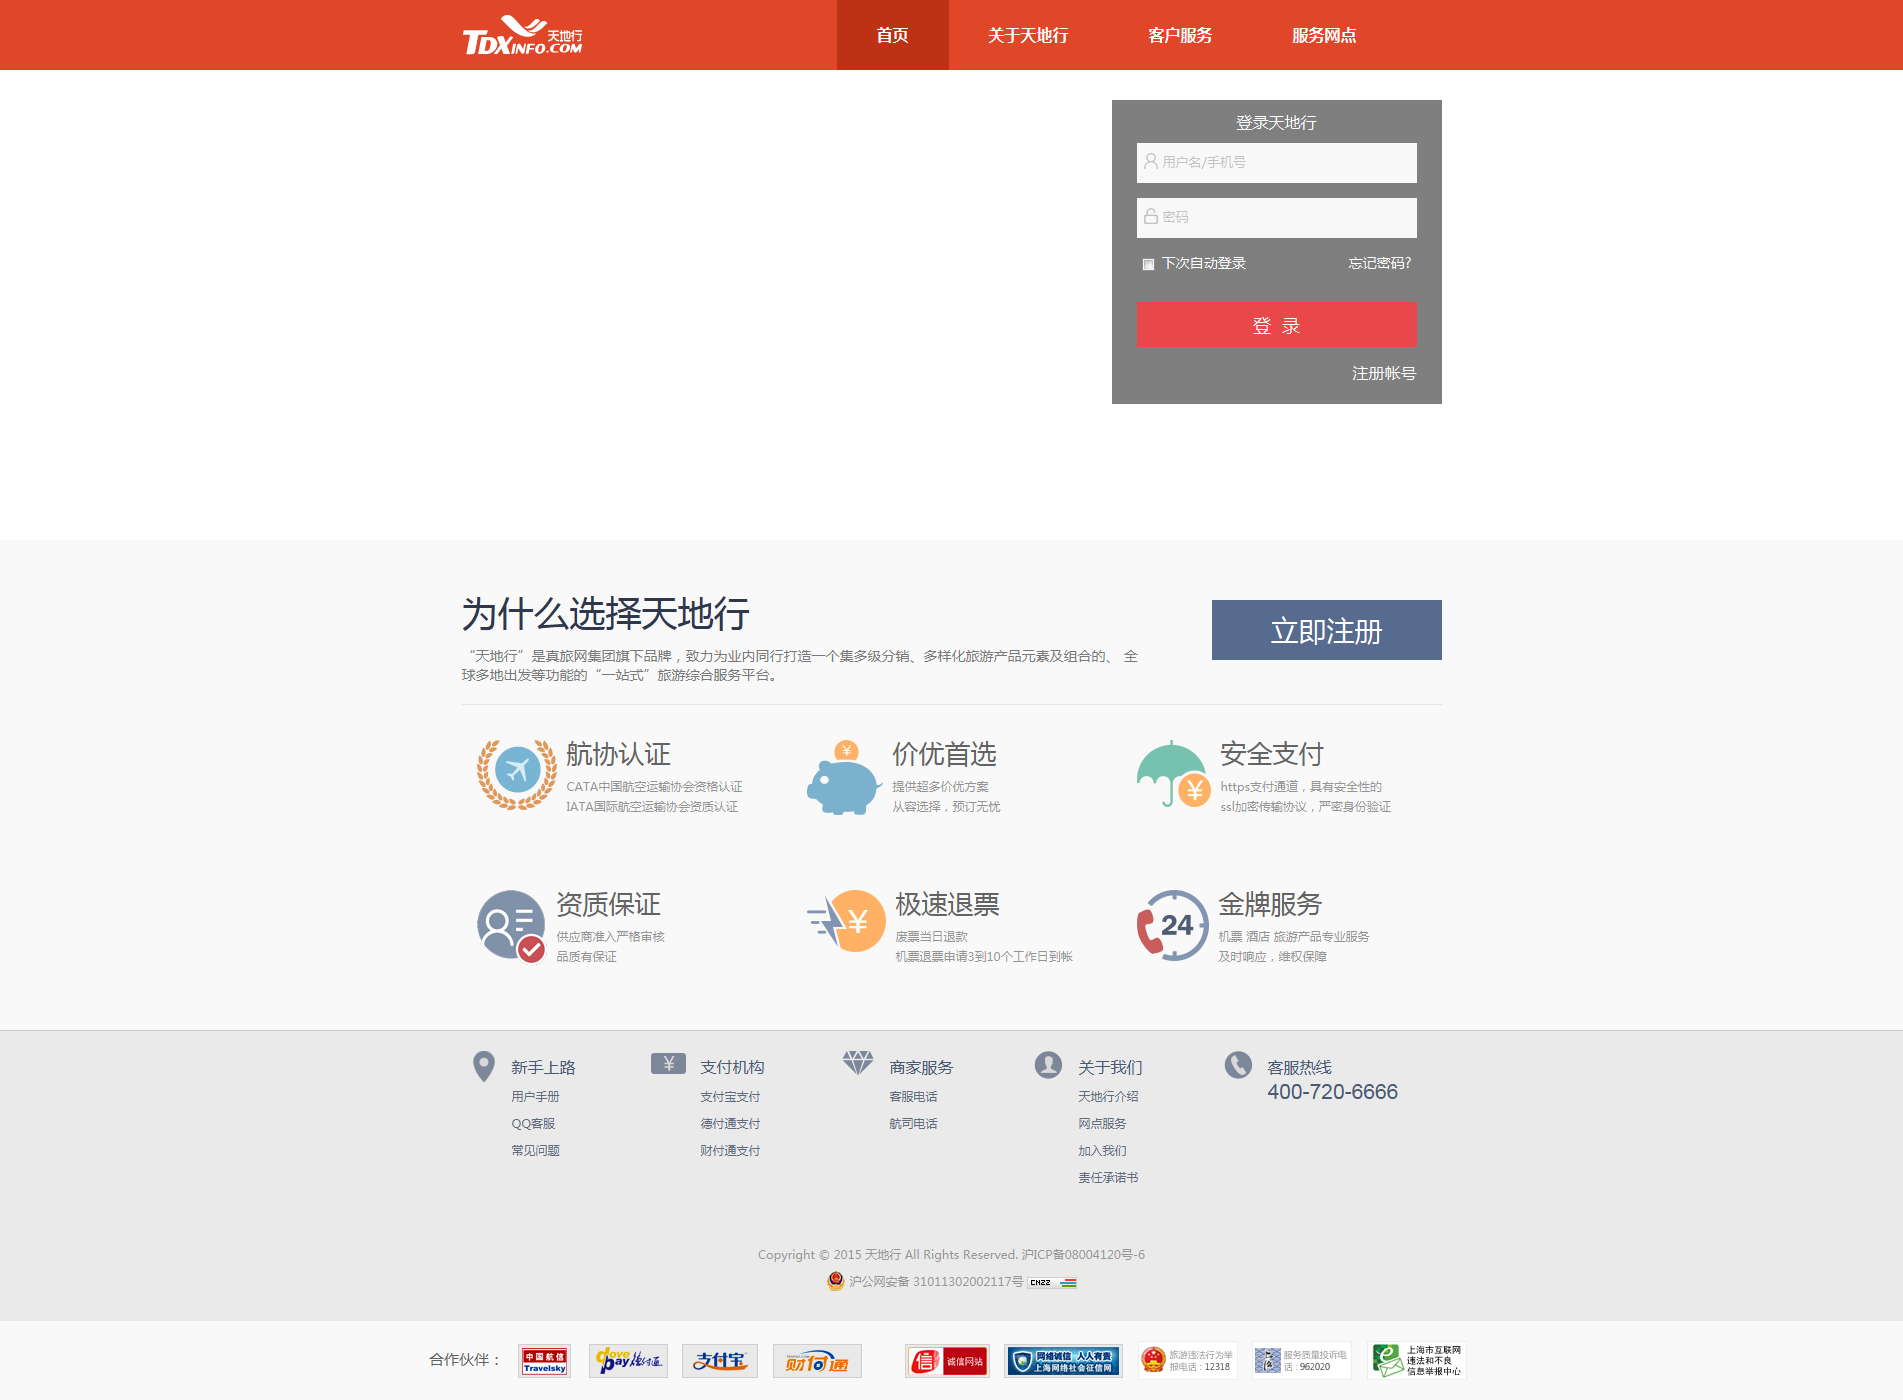 TDXINFO.COM 天地行
首页 关于天地行 客户服务 服务网点
登录天地行
用户名/手机号
密码
下次自动登录 忘记密码?
登 录
注册帐号
为什么选择天地行
立即注册
“天地行”是真旅网集团旗下品牌，致力为业内同行打造一个集多级分销、多样化旅游产品元素及组合的、 全
球多地出发等功能的“一站式”旅游综合服务平台。
航协认证
CATA中国航空运输协会资格认证
IATA国际航空运输协会资质认证
¥
价优首选
提供超多价优方案
从容选择，预订无忧
¥
安全支付
https支付通道，具有安全性的
ssl加密传输协议，严密身份验证
资质保证
供应商准入严格审核
品质有保证
¥
极速退票
废票当日退款
机票退票申请3到10个工作日到帐
24
金牌服务
机票 酒店 旅游产品专业服务
及时响应，维权保障
新手上路
用户手册
QQ客服
常见问题
¥
支付机构
支付宝支付
德付通支付
财付通支付
商家服务
客服电话
航司电话
关于我们
天地行介绍
网点服务
加入我们
责任承诺书
客服热线
400-720-6666
Copyright © 2015 天地行 All Rights Reserved. 沪ICP备08004120号-6
沪公网安备 31011302002117号 CNZZ
合作伙伴：
中国航信
Travelsky
dove
pay 德付通
支付宝
财付通
信 诚信网站
网络诚信 人人有责
上海网络社会征信网
旅游违法行为举
报电话：12318
服务质量投诉电
话：962020
上海市互联网
违法和不良
信息举报中心